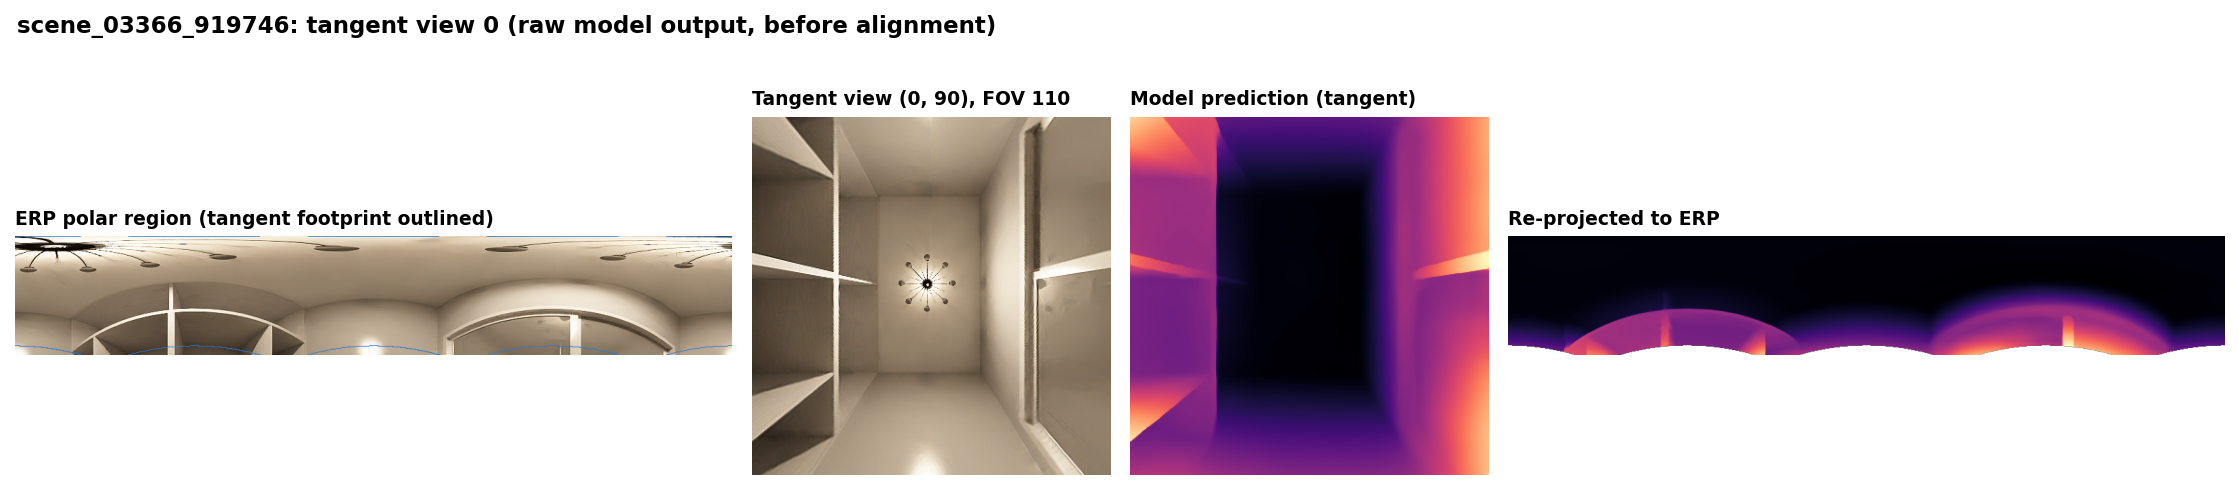 scene_03366_919746: tangent view 0 (raw model output, before alignment)
Tangent view (0, 90), FOV 110
Model prediction (tangent)
ERP polar region (tangent footprint outlined)
Re-projected to ERP